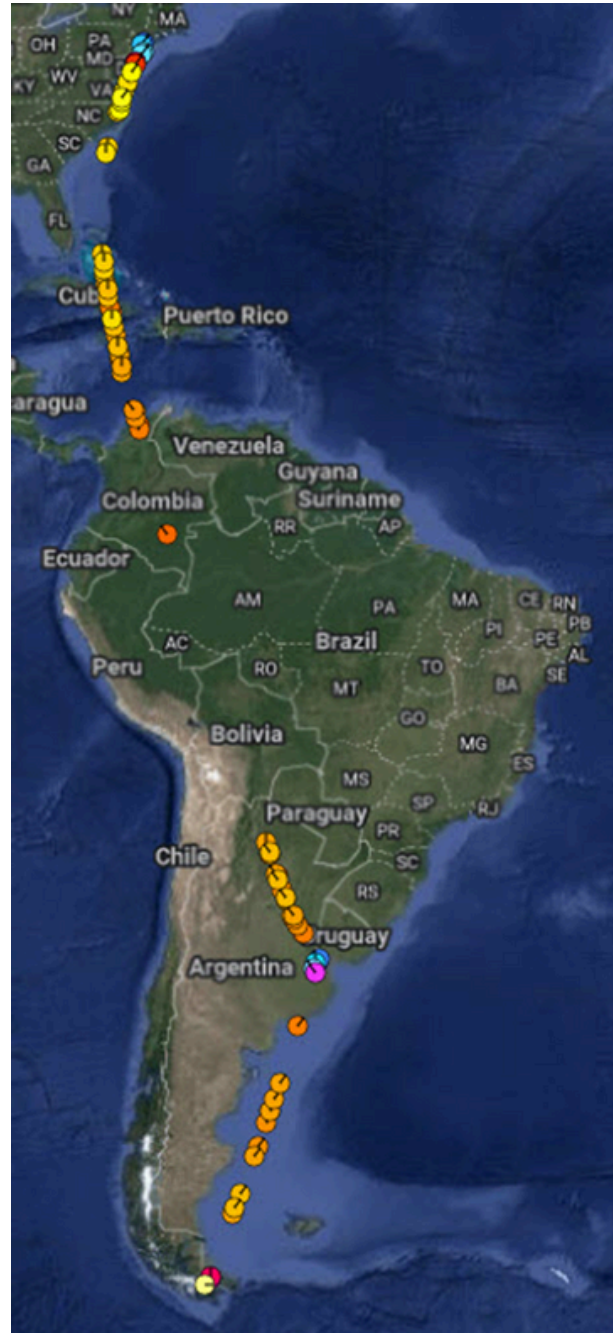 NY
MA
OH
PA
MD
WV
KY
VA
NC
SC
GA
FL
Cub
Puerto Rico
aragua
Venezuela
Guyana
Suriname
Colombia
RR
AP
Ecuador
AM
PA
MA
CE
RN
PI
PB
PE
AL
AC
Brazil
TO
SE
Peru
RO
MT
BA
GO
Bolivia
MG
ES
MS
SP
RJ
Paraguay
PR
Chile
SC
RS
ruguay
Argentina